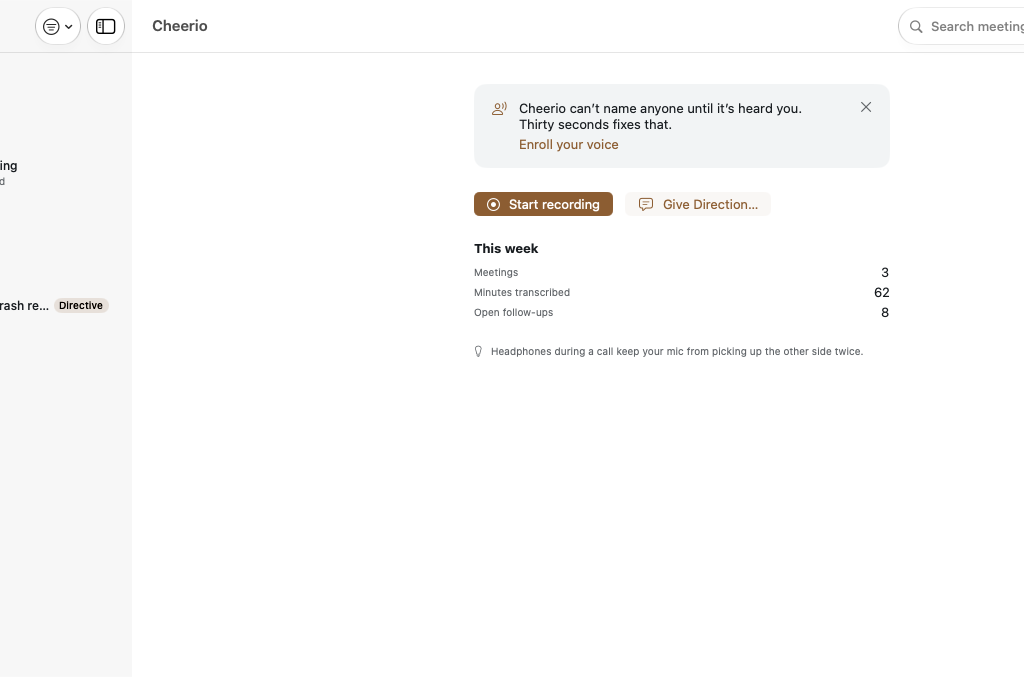 Cheerio
Search meeting
ing
d
rash re... Directive
Cheerio can't name anyone until it's heard you.
Thirty seconds fixes that.
Enroll your voice
Start recording
Give Direction...
This week
Meetings 3
Minutes transcribed 62
Open follow-ups 8
Headphones during a call keep your mic from picking up the other side twice.